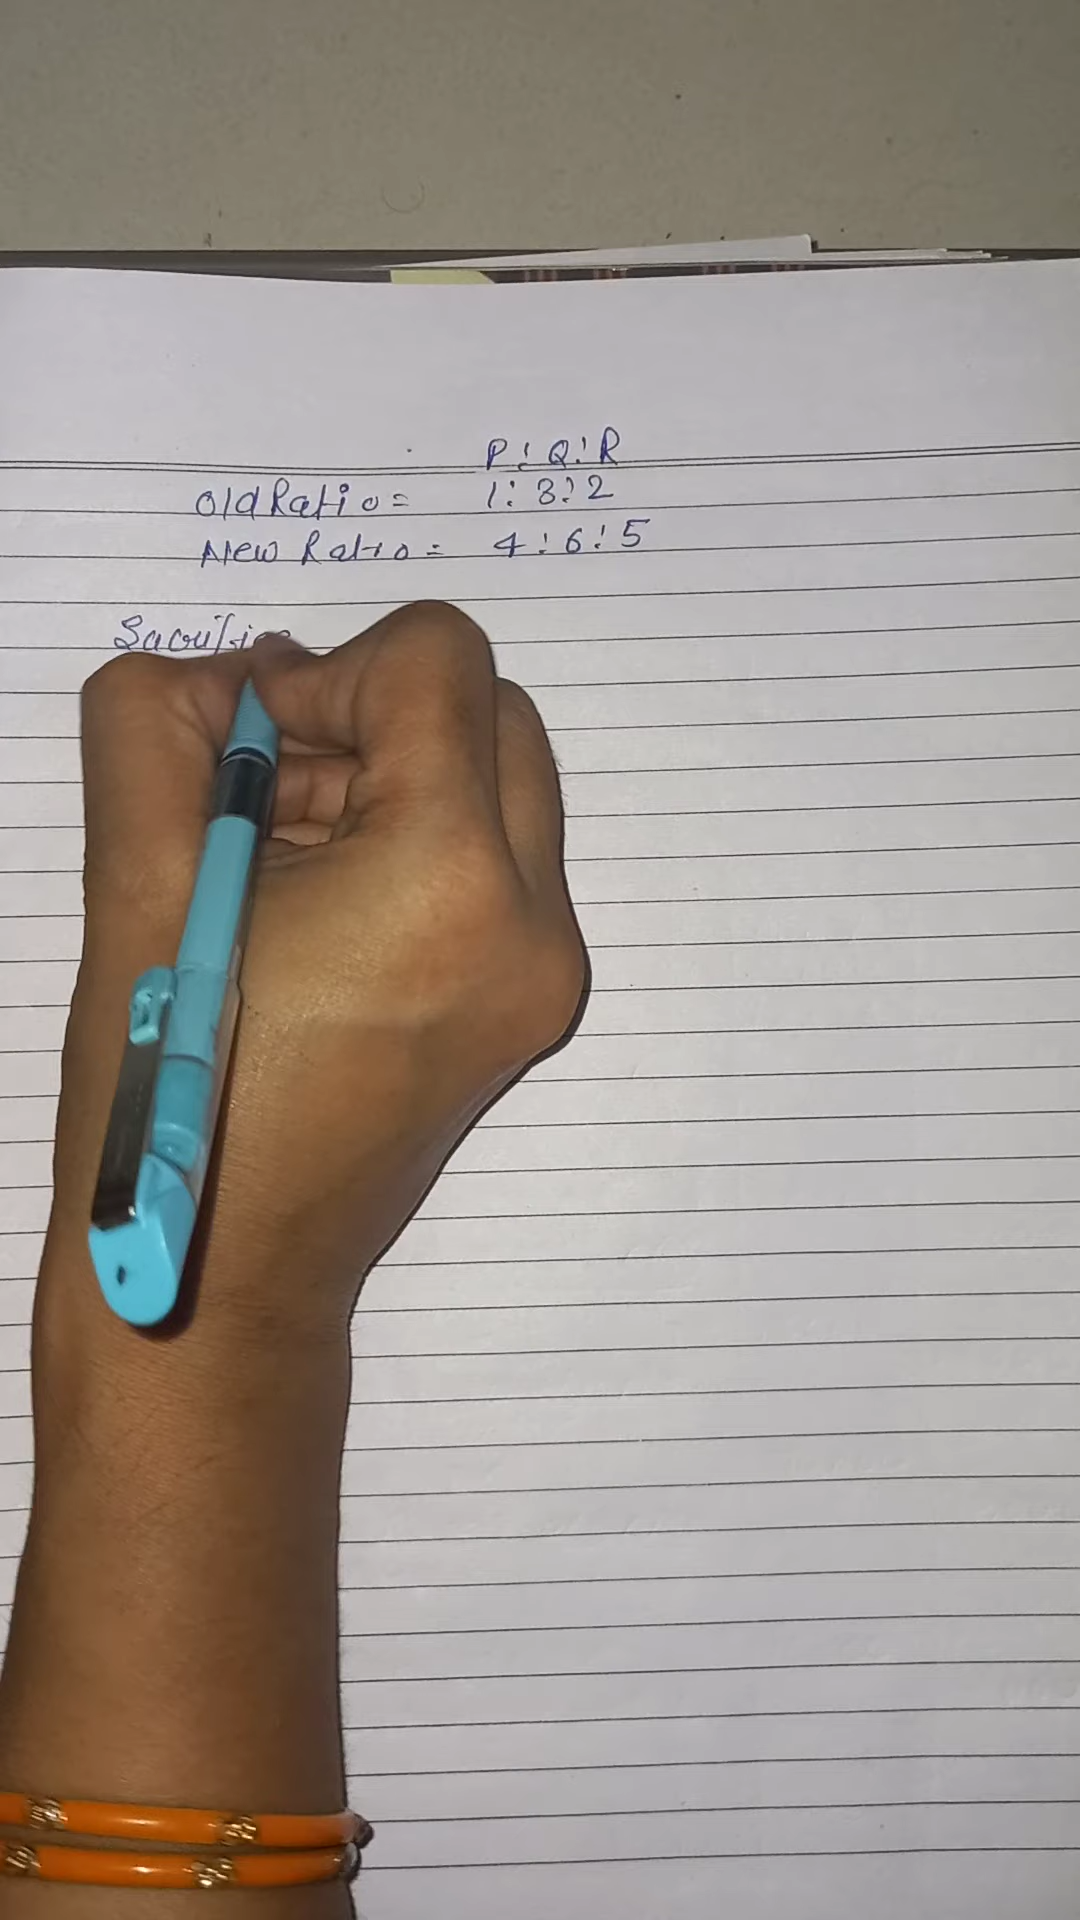 P : Q : R
Old Ratio = 1 : 3 : 2
New Ratio = 4 : 6 : 5